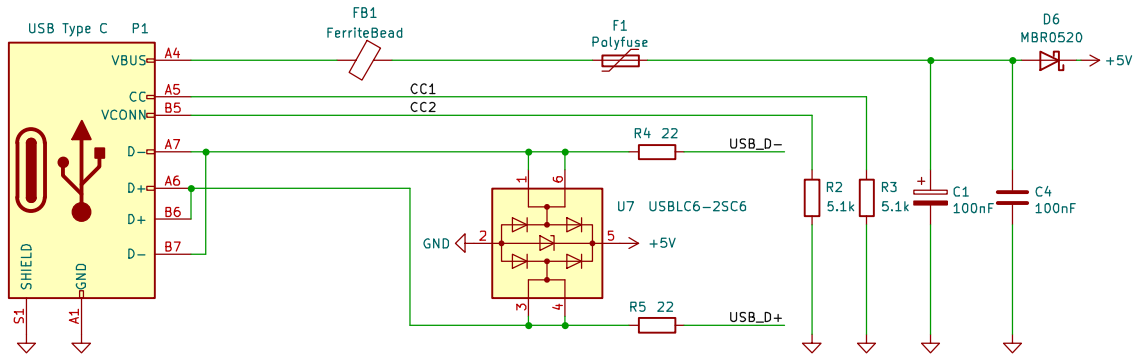 USB Type C P1
FB1
FerriteBead
F1
Polyfuse
D6
MBR0520
VBUS A4
+5V
CC A5
CC1
VCONN B5
CC2
D- A7
R4 22
USB_D-
D+ A6
1 6
R2
5.1k
R3
5.1k
+
C1
100nF
C4
100nF
D+ B6
U7 USBLC6-2SC6
GND 2
5 +5V
D- B7
SHIELD
GND
3 4
S1
A1
R5 22
USB_D+